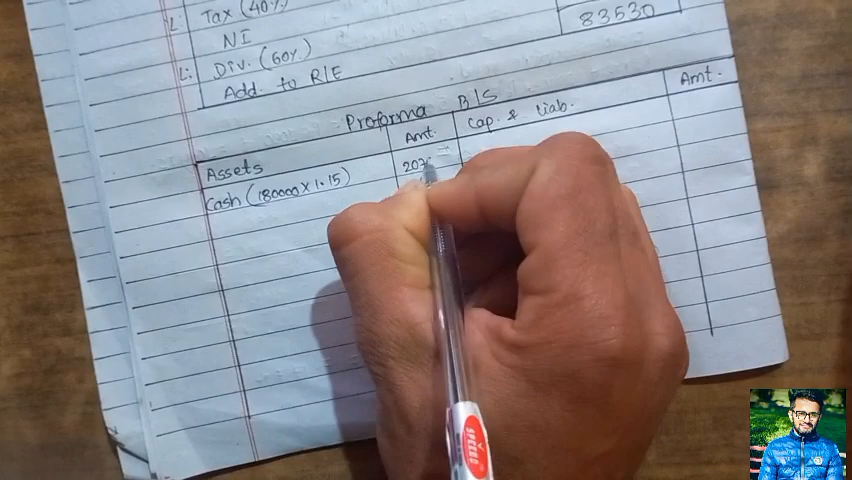 L: Tax (40%)
NI
L: Div. (60%)
Add. to R/E 83530
Proforma B/S
Assets Amt. Cap. & Liab. Amt.
Cash (180000 x 1.15) 207
SPEED